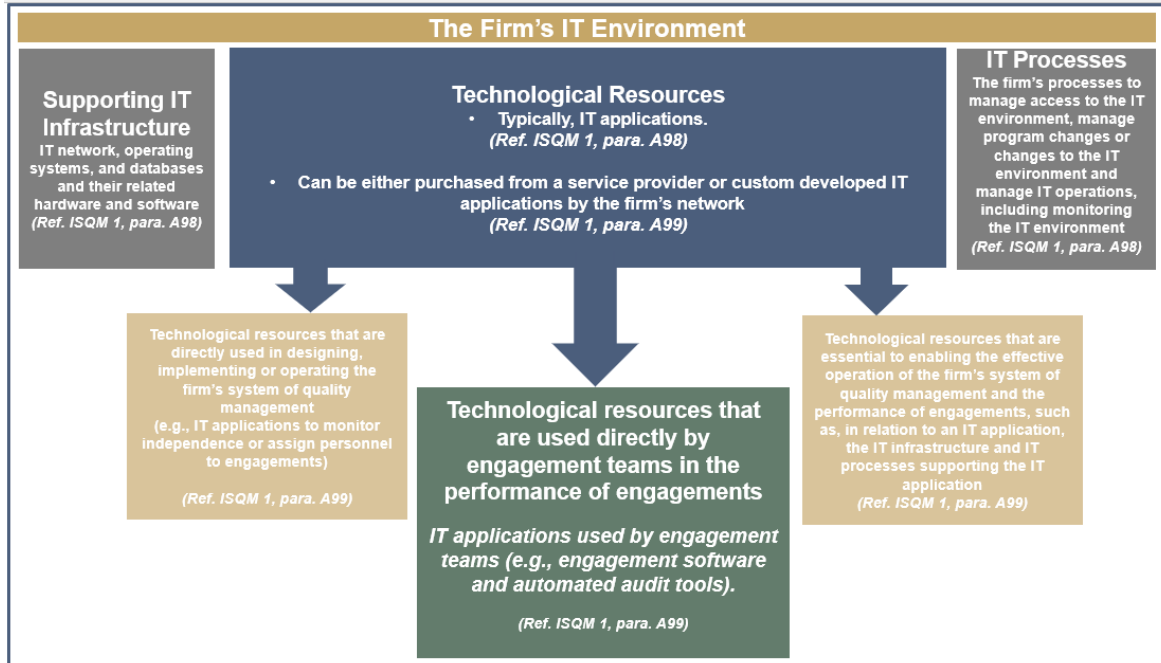 The Firm's IT Environment
Supporting IT
Infrastructure
IT network, operating
systems, and databases
and their related
hardware and software
(Ref. ISQM 1, para. A98)
Technological Resources
• Typically, IT applications.
(Ref. ISQM 1, para. A98)
• Can be either purchased from a service provider or custom developed IT
applications by the firm's network
(Ref. ISQM 1, para. A99)
IT Processes
The firm's processes to
manage access to the IT
environment, manage
program changes or
changes to the IT
environment and
manage IT operations,
including monitoring
the IT environment
(Ref. ISQM 1, para. A98)
Technological resources that are
directly used in designing,
implementing or operating the
firm's system of quality
management
(e.g., IT applications to monitor
independence or assign personnel
to engagements)
(Ref. ISQM 1, para. A99)
Technological resources that
are used directly by
engagement teams in the
performance of engagements
IT applications used by engagement
teams (e.g., engagement software
and automated audit tools).
(Ref. ISQM 1, para. A99)
Technological resources that are
essential to enabling the effective
operation of the firm's system of
quality management and the
performance of engagements, such
as, in relation to an IT application,
the IT infrastructure and IT
processes supporting the IT
application
(Ref. ISQM 1, para. A99)